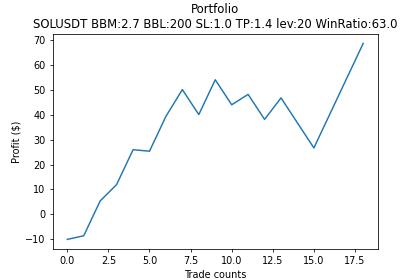 Portfolio
SOLUSDT BBM:2.7 BBL:200 SL:1.0 TP:1.4 lev:20 WinRatio:63.0
70
60
50
40
30
20
10
0
−10
Profit ($)
0.0 2.5 5.0 7.5 10.0 12.5 15.0 17.5
Trade counts